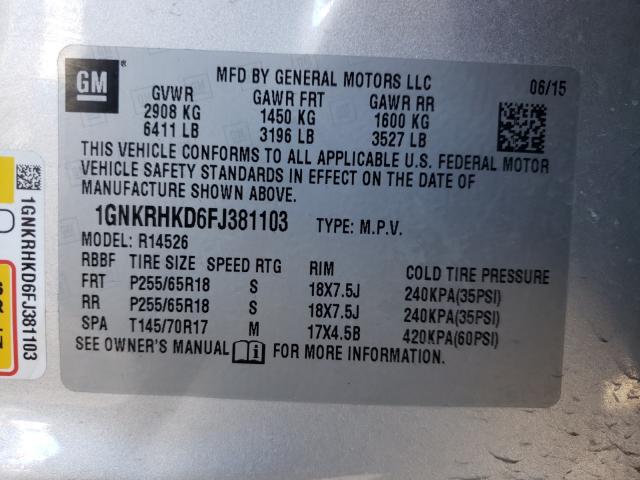 GM
MFD BY GENERAL MOTORS LLC 06/15
GVWR GAWR FRT GAWR RR
2908 KG 1450 KG 1600 KG
6411 LB 3196 LB 3527 LB
THIS VEHICLE CONFORMS TO ALL APPLICABLE U.S. FEDERAL MOTOR
VEHICLE SAFETY STANDARDS IN EFFECT ON THE DATE OF
MANUFACTURE SHOWN ABOVE.
1GNKRHKD6FJ381103 TYPE: M.P.V.
MODEL: R14526
RBBF TIRE SIZE SPEED RTG RIM COLD TIRE PRESSURE
FRT P255/65R18 S 18X7.5J 240KPA(35PSI)
RR P255/65R18 S 18X7.5J 240KPA(35PSI)
SPA T145/70R17 M 17X4.5B 420KPA(60PSI)
SEE OWNER'S MANUAL FOR MORE INFORMATION.
1GNKRHKD6FJ381103